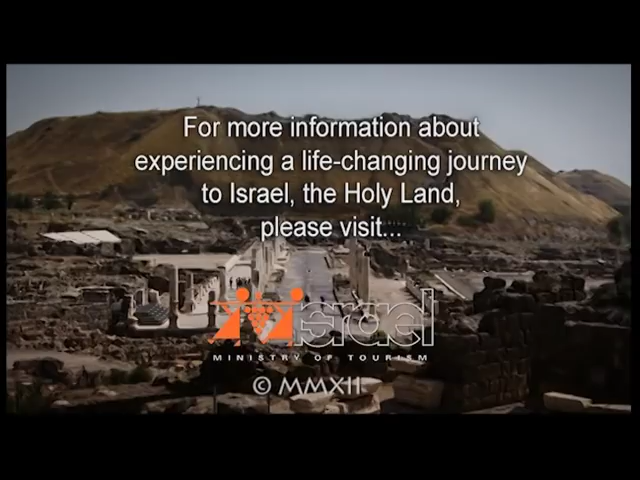 For more information about
experiencing a life-changing journey
to Israel, the Holy Land,
please visit...
israel
MINISTRY OF TOURISM
© MMXII